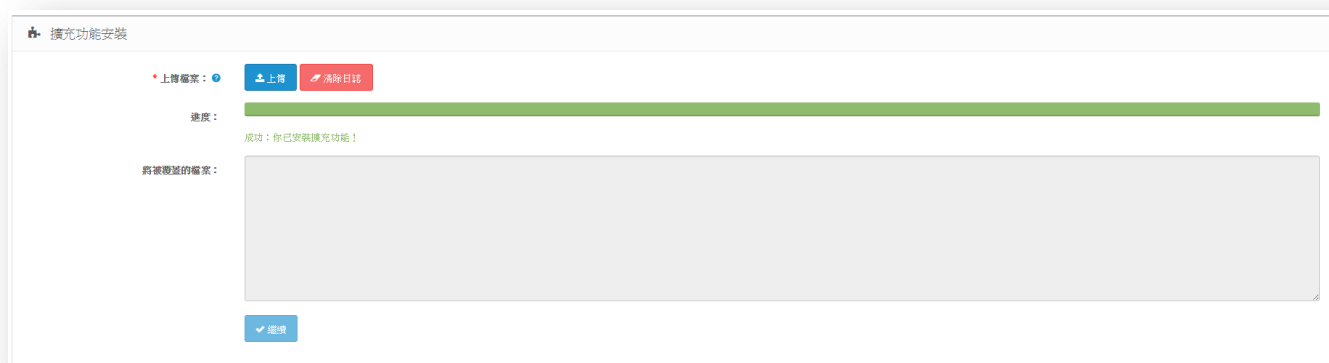 擴充功能安裝
* 上傳檔案：
上傳 清除日誌
進度：
成功：你已安裝擴充功能！
將被覆蓋的檔案：
繼續